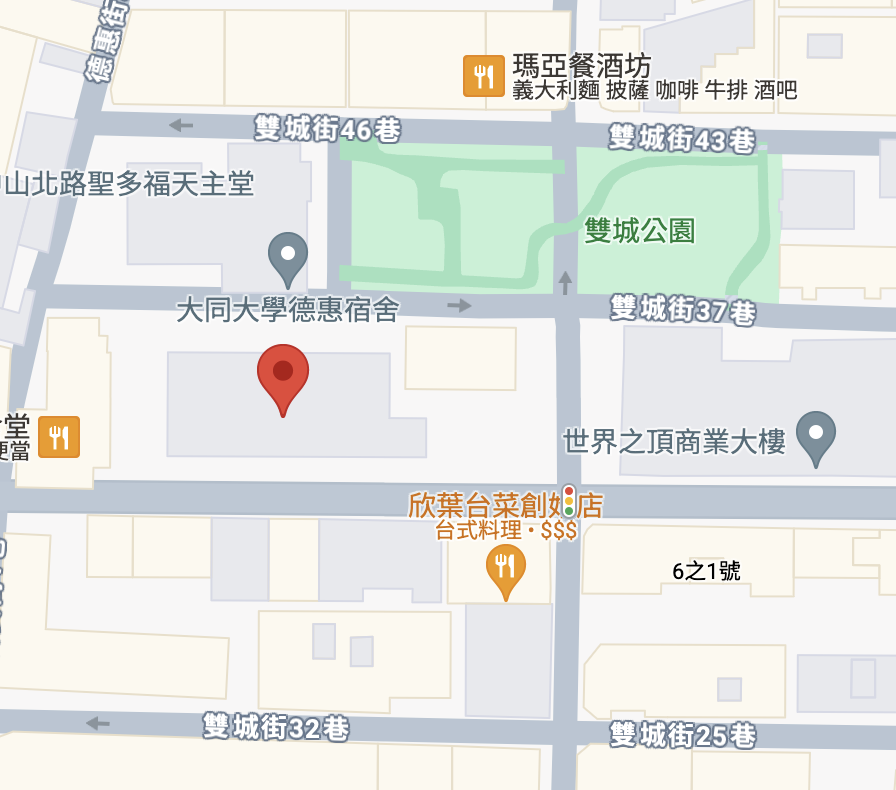 德惠街
瑪亞餐酒坊
義大利麵 披薩 咖啡 牛排 酒吧
雙城街46巷
雙城街43巷
山北路聖多福天主堂
雙城公園
大同大學德惠宿舍
雙城街37巷
堂
便當
世界之頂商業大樓
欣葉台菜創始店
台式料理・$$$
6之1號
雙城街32巷
雙城街25巷